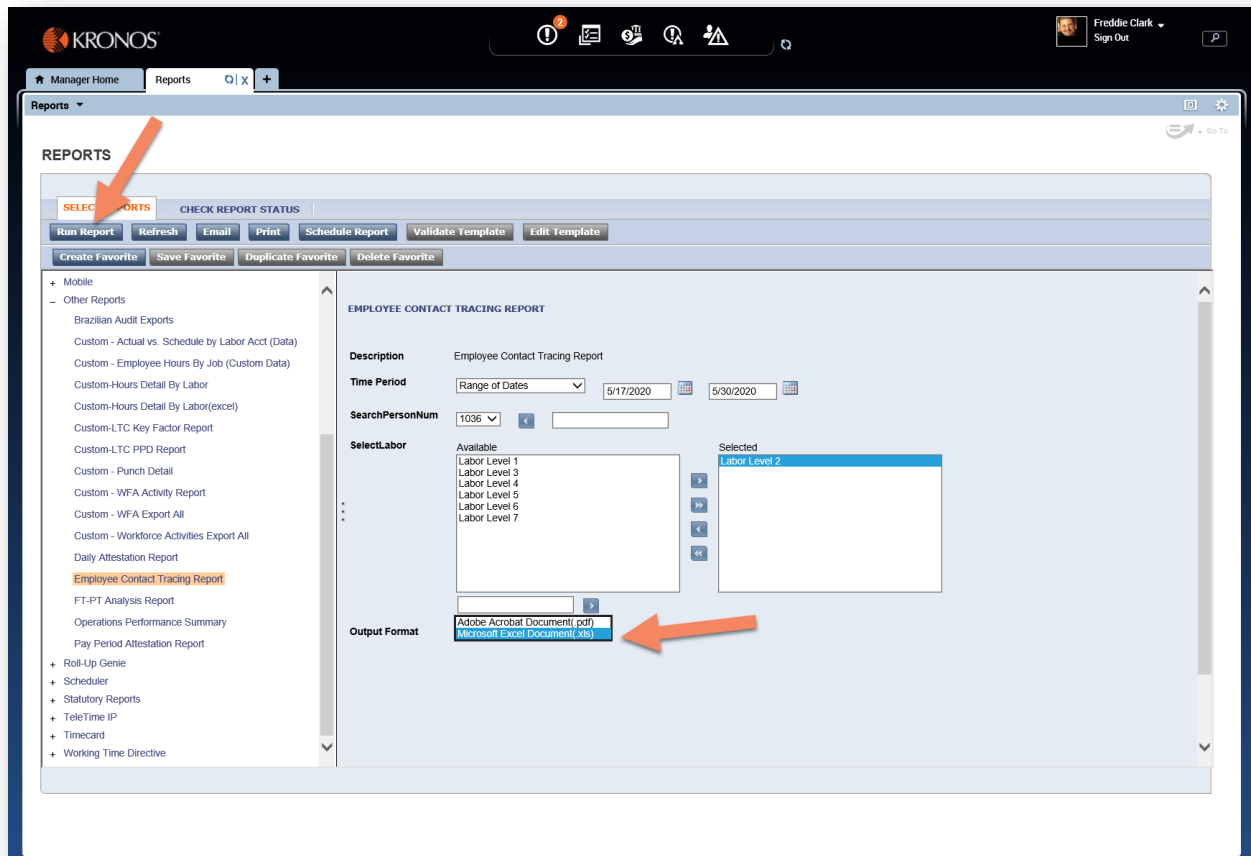 2
KRONOS
Freddie Clark
Sign Out
Manager Home
Reports
X
+
Reports
Go To
REPORTS
CHECK REPORT STATUS
Run Report Refresh Email Print Schedule Report Validate Template Edit Template
Create Favorite Save Favorite Duplicate Favorite Delete Favorite
+ Mobile
– Other Reports
Brazilian Audit Exports
Custom - Actual vs. Schedule by Labor Acct (Data)
Custom - Employee Hours By Job (Custom Data)
Custom-Hours Detail By Labor
Custom-Hours Detail By Labor(excel)
Custom-LTC Key Factor Report
Custom-LTC PPD Report
Custom - Punch Detail
Custom - WFA Activity Report
Custom - WFA Export All
Custom - Workforce Activities Export All
Daily Attestation Report
Employee Contact Tracing Report
FT-PT Analysis Report
Operations Performance Summary
Pay Period Attestation Report
+ Roll-Up Genie
+ Scheduler
+ Statutory Reports
+ TeleTime IP
+ Timecard
+ Working Time Directive
EMPLOYEE CONTACT TRACING REPORT
Description Employee Contact Tracing Report
Time Period Range of Dates 5/17/2020 5/30/2020
SearchPersonNum 1036
SelectLabor Available Selected
Labor Level 1
Labor Level 3
Labor Level 4
Labor Level 5
Labor Level 6
Labor Level 7
Labor Level 2
Output Format
Adobe Acrobat Document(.pdf)
Microsoft Excel Document(.xls)